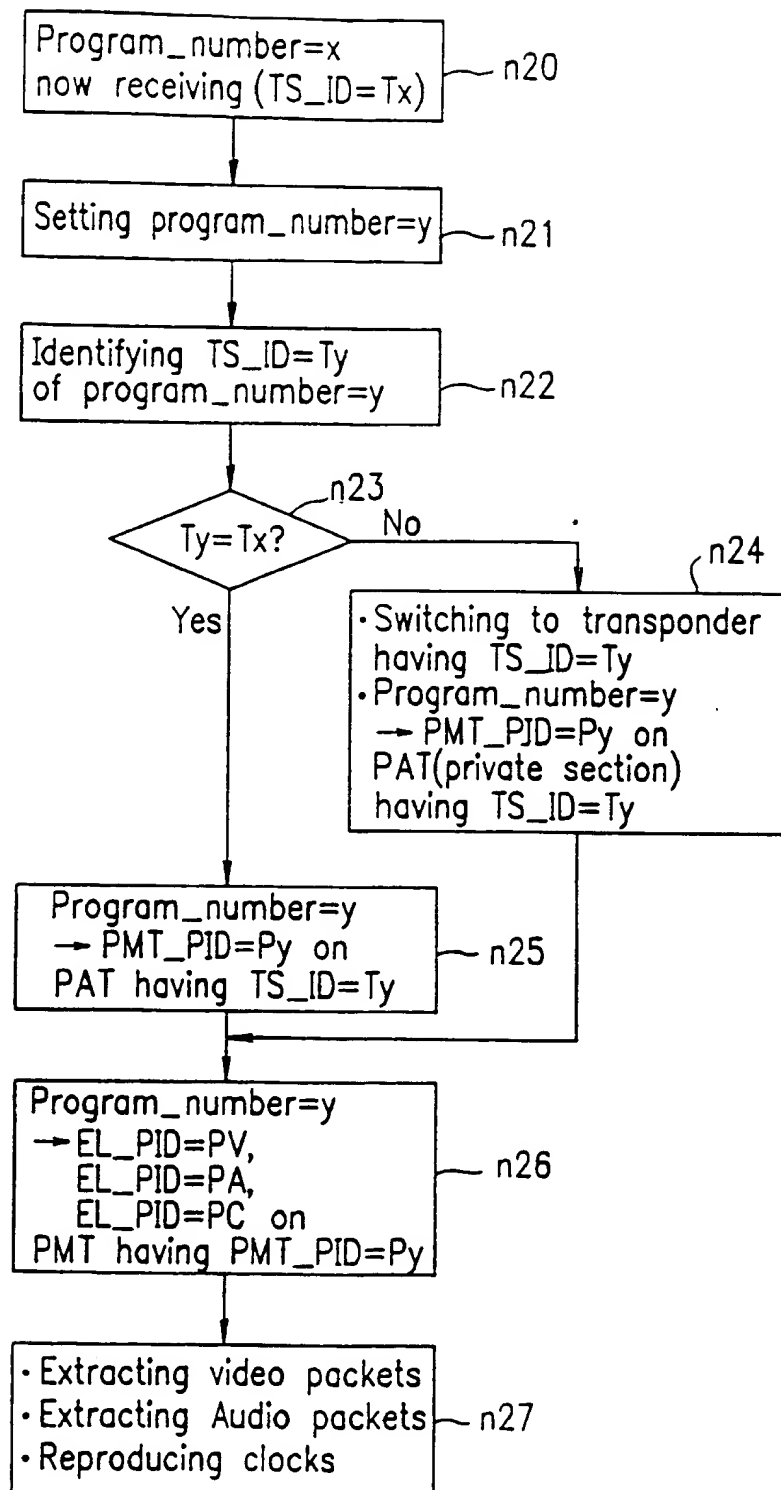 Program_number=x
now receiving (TS_ID=Tx)
n20
Setting program_number=y
n21
Identifying TS_ID=Ty
of program_number=y
n22
n23
Ty=Tx?
No
Yes
n24
·Switching to transponder
having TS_ID=Ty
·Program_number=y
→ PMT_PID=Py on
PAT(private section)
having TS_ID=Ty
Program_number=y
→ PMT_PID=Py on
PAT having TS_ID=Ty
n25
Program_number=y
→EL_PID=PV,
EL_PID=PA,
EL_PID=PC on
PMT having PMT_PID=Py
n26
·Extracting video packets
·Extracting Audio packets
·Reproducing clocks
n27